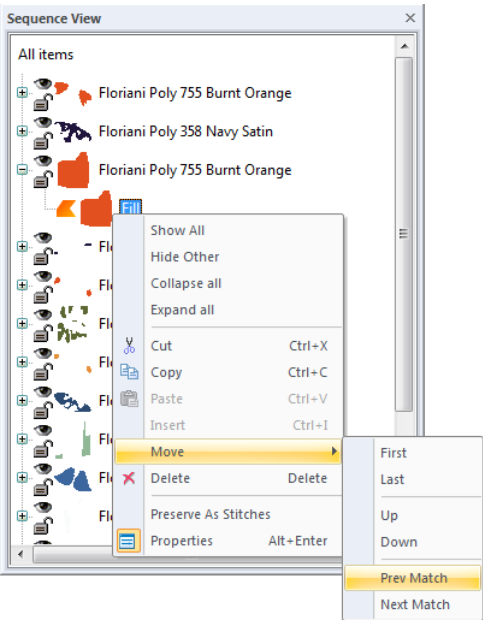 Sequence View
All items
Floriani Poly 755 Burnt Orange
Floriani Poly 358 Navy Satin
Floriani Poly 755 Burnt Orange
Fill
Show All
Hide Other
Collapse all
Expand all
Cut Ctrl+X
Copy Ctrl+C
Paste Ctrl+V
Insert Ctrl+I
Move
Delete Delete
Preserve As Stitches
Properties Alt+Enter
First
Last
Up
Down
Prev Match
Next Match